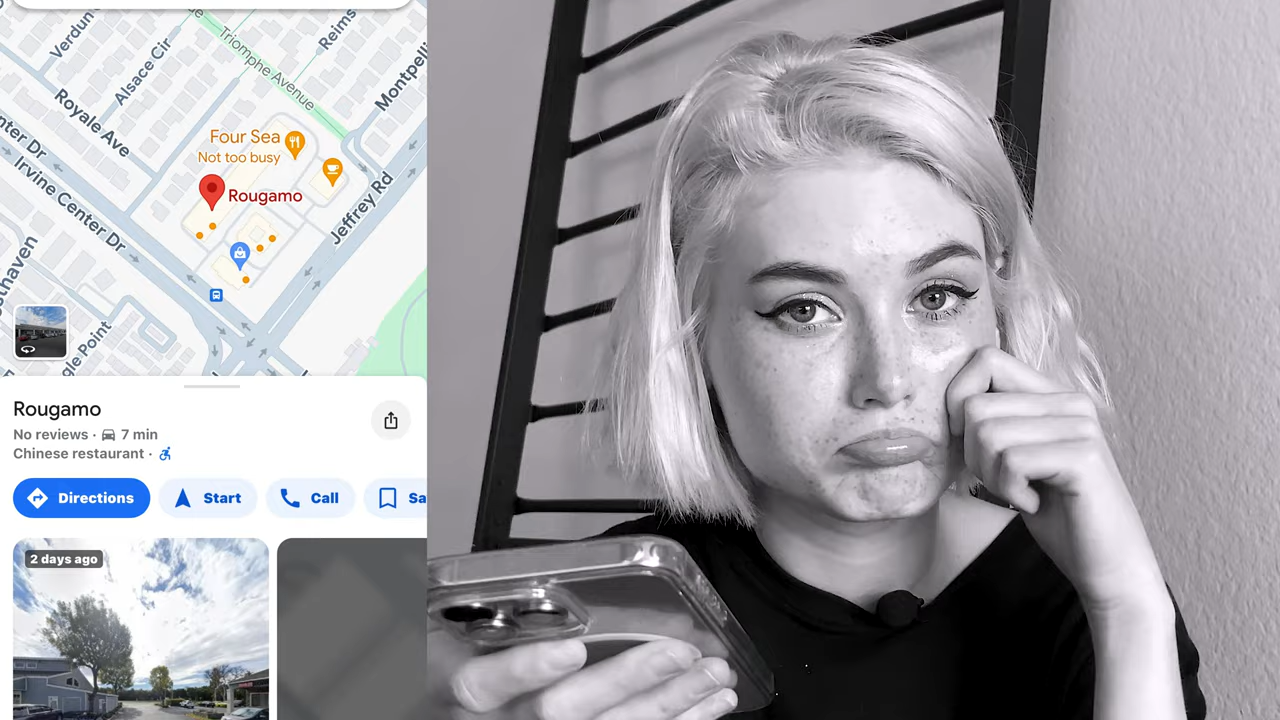 Verdun
Alsace Cir
Triomphe Avenue
Reims
Montpelli
Royale Ave
nter Dr
Irvine Center Dr
Four Sea
Not too busy
Rougamo
Jeffrey Rd
gle Point
Rougamo
No reviews · 7 min
Chinese restaurant ·
Directions
Start
Call
Sa
2 days ago